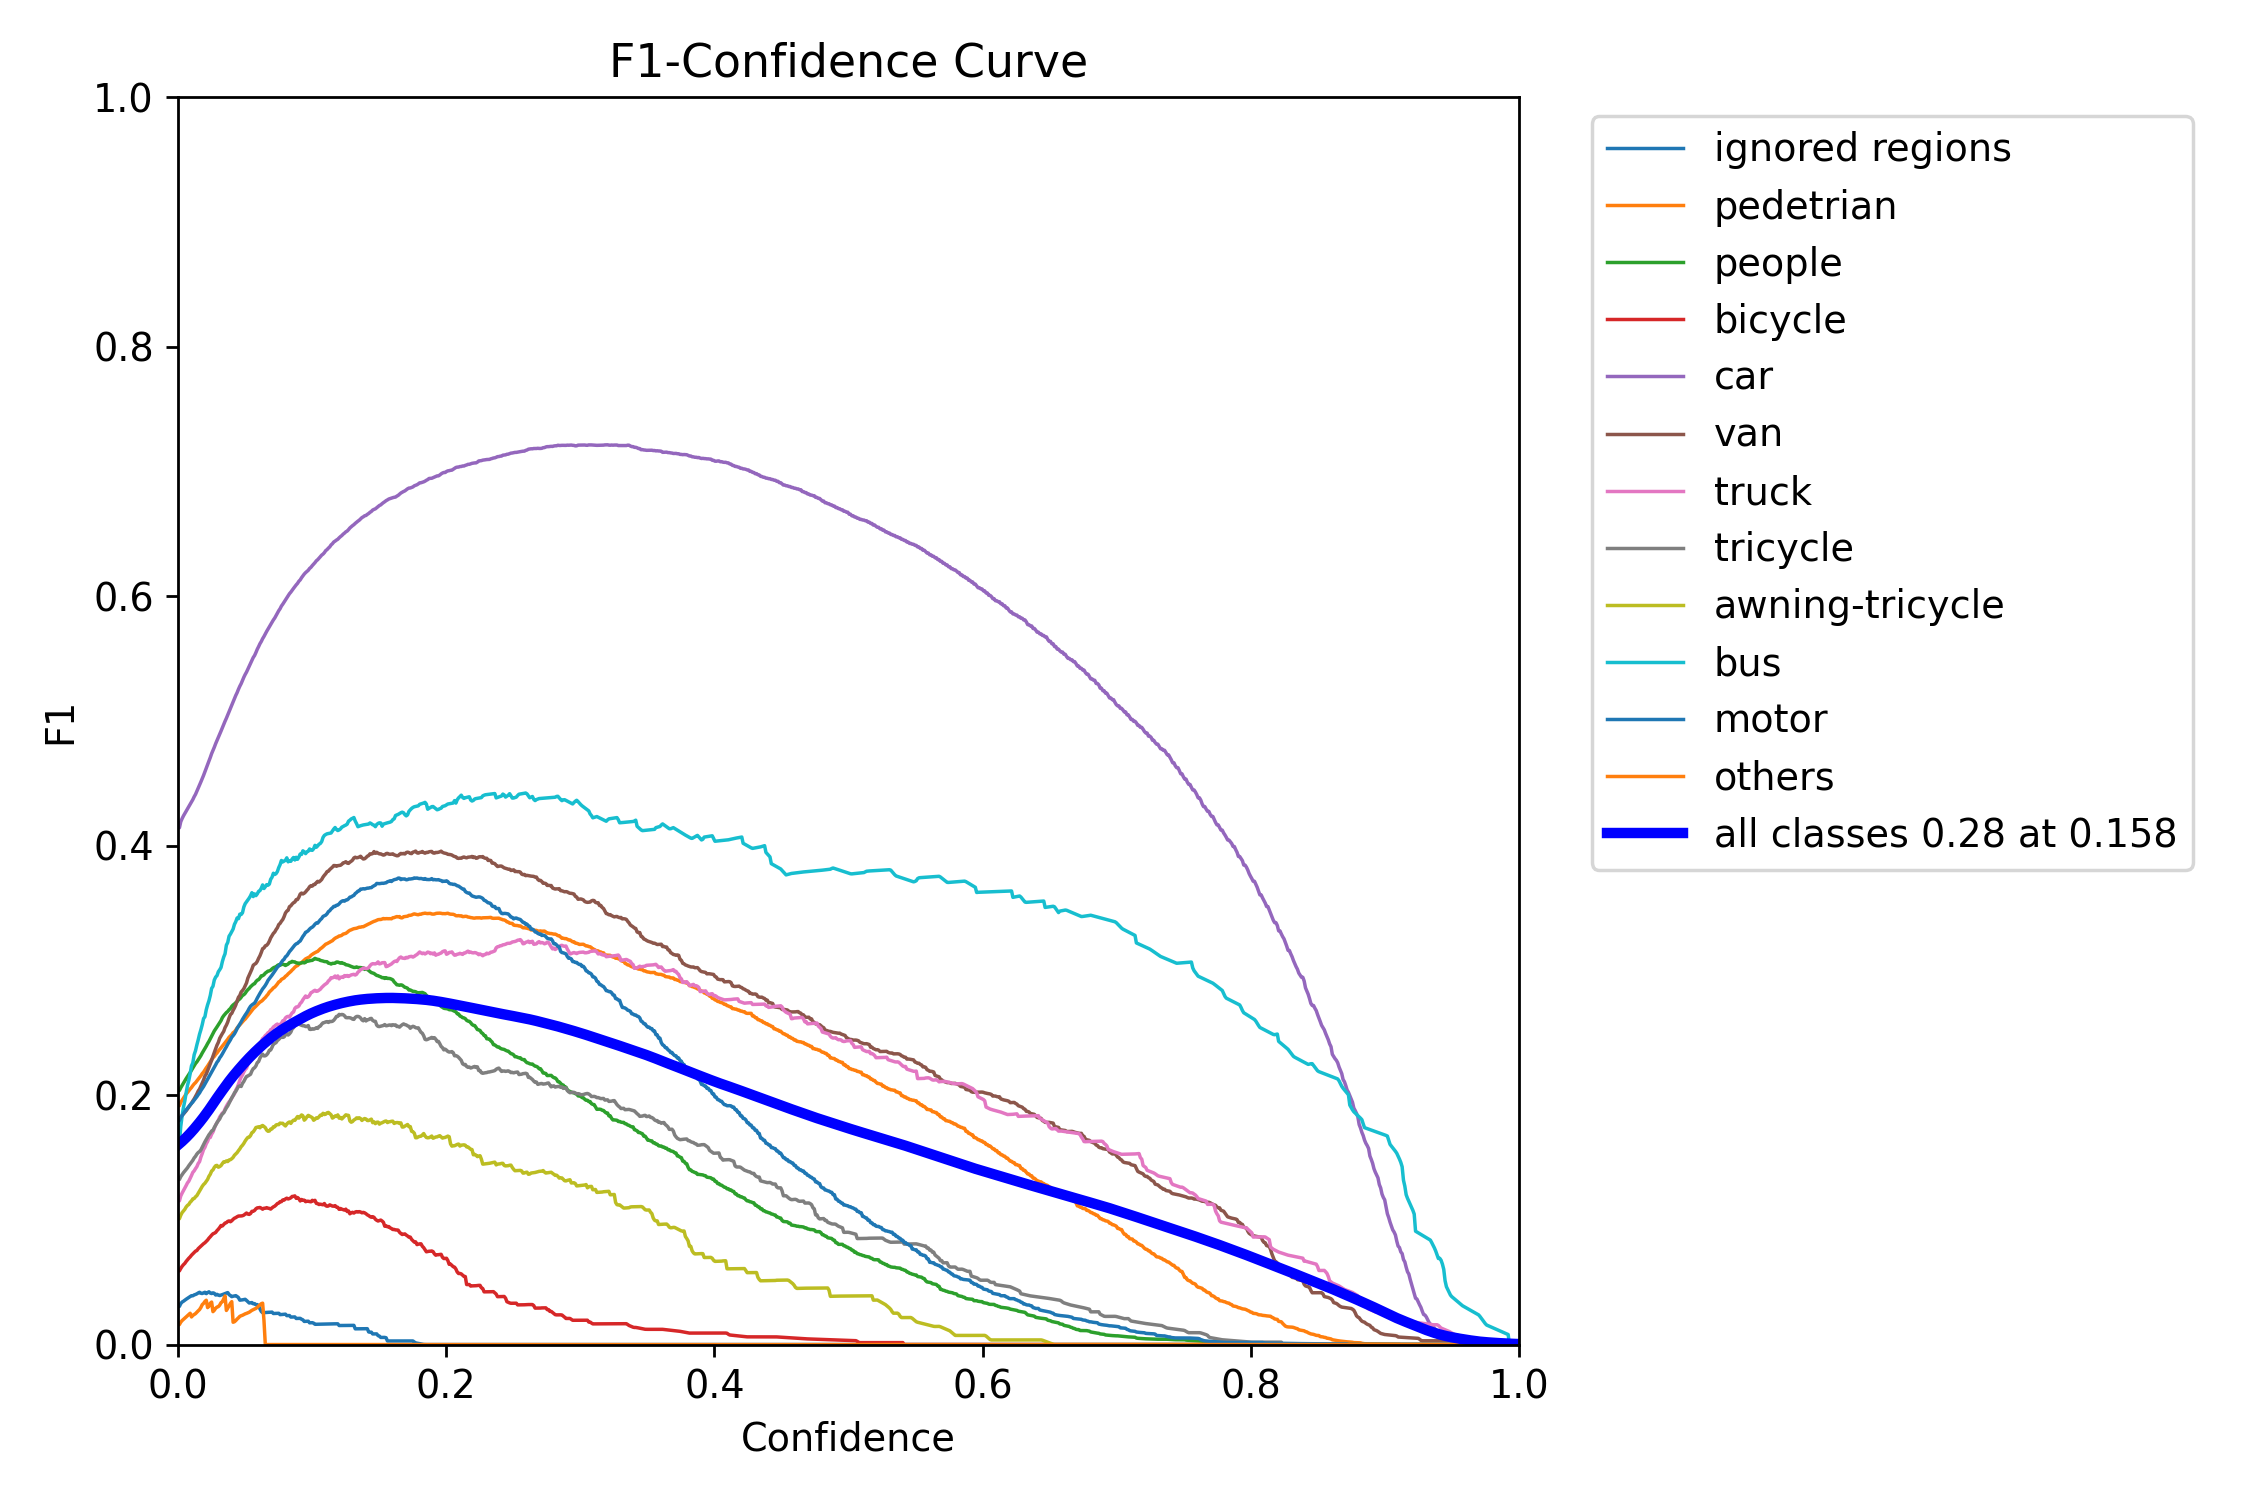 F1-Confidence Curve
1.0
0.8
0.6
0.4
0.2
0.0
F1
0.0 0.2 0.4 0.6 0.8 1.0
Confidence
ignored regions
pedetrian
people
bicycle
car
van
truck
tricycle
awning-tricycle
bus
motor
others
all classes 0.28 at 0.158